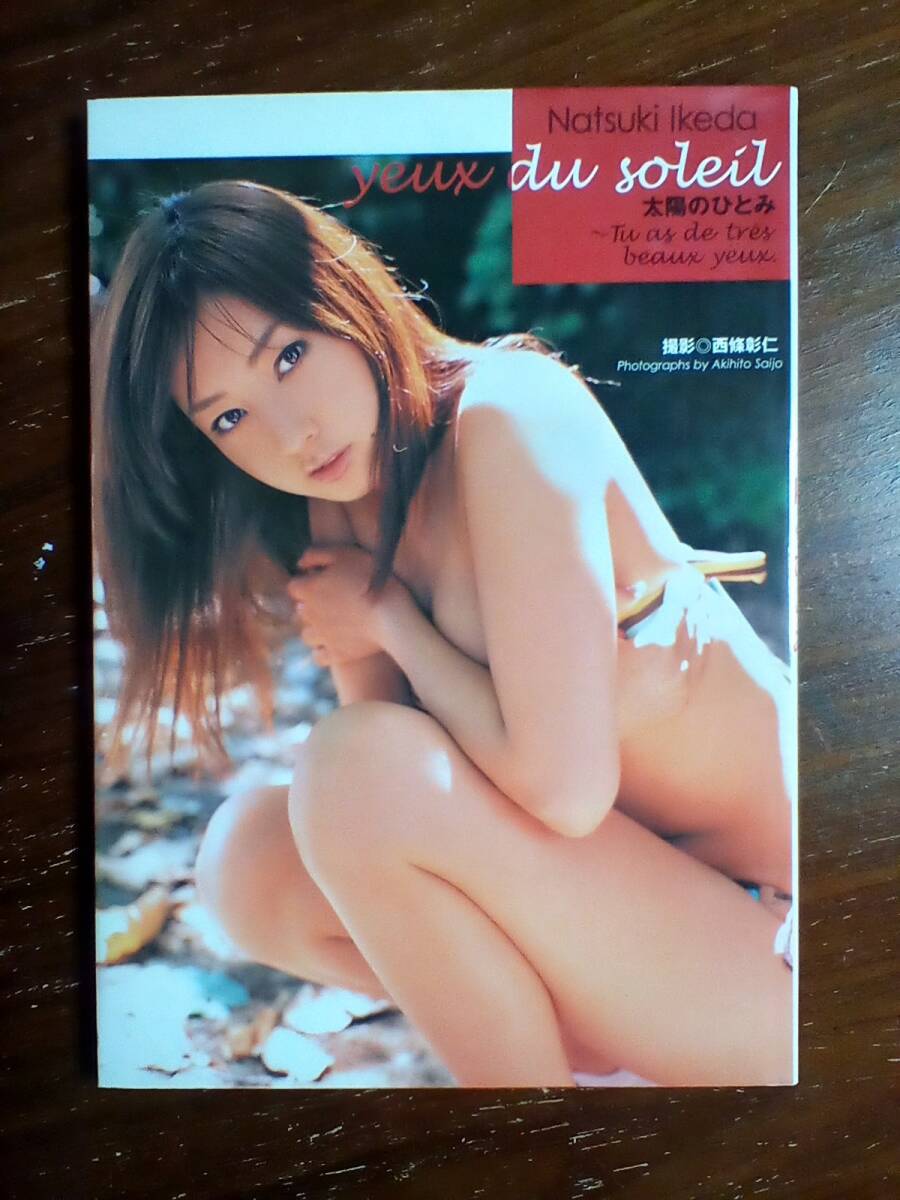 Natsuki Ikeda
yeux du soleil
太陽のひとみ
~Tu as de très
beaux yeux.
撮影◎西條彰仁
Photographs by Akihito Saijo